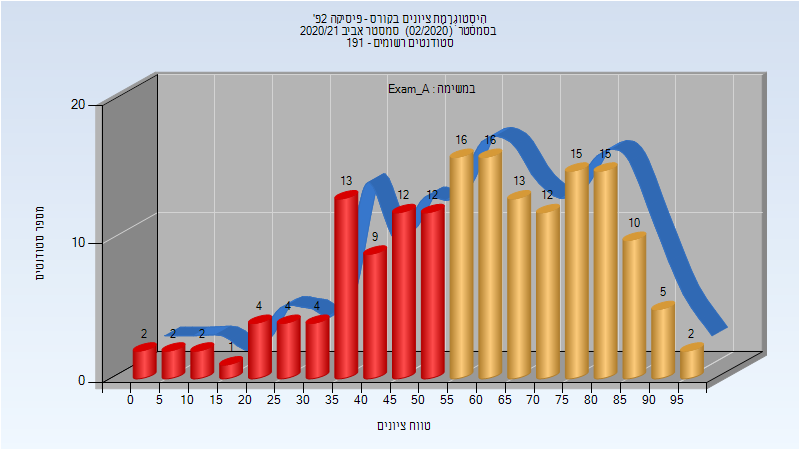 היסטוגרמת ציונים בקורס - פיסיקה 2פ'
בסמסטר (02/2020) סמסטר אביב 2020/21
סטודנטים רשומים - 191
במשימה : Exam_A
20
10
0
מספר סטודנטים
2 2 2 1 4 4 4 13 9 12 12 16 16 13 12 15 15 10 5 2
0 5 10 15 20 25 30 35 40 45 50 55 60 65 70 75 80 85 90 95
טווח ציונים